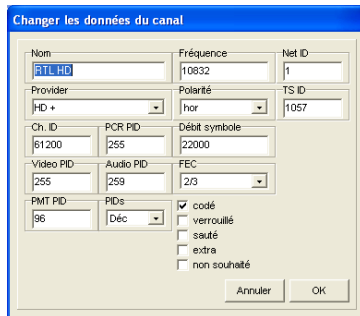 Changer les données du canal
Nom Fréquence Net ID
RTL HD 10832 1
Provider Polarité TS ID
HD + hor 1057
Ch. ID PCR PID Débit symbole
61200 255 22000
Video PID Audio PID FEC
255 259 2/3
PMT PID PIDs
96 Déc
codé
verrouillé
sauté
extra
non souhaité
Annuler OK